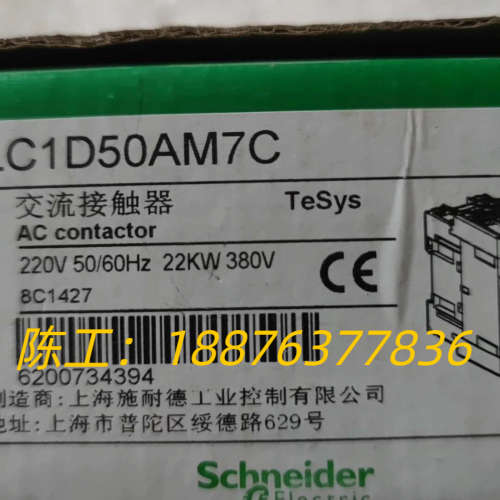 LC1D50AM7C
交流接触器 TeSys
AC contactor
220V 50/60Hz 22KW 380V
8C1427
CE
陈工：18876377836
6200734394
制造商：上海施耐德工业控制有限公司
地址：上海市普陀区绥德路629号
Schneider
Electric